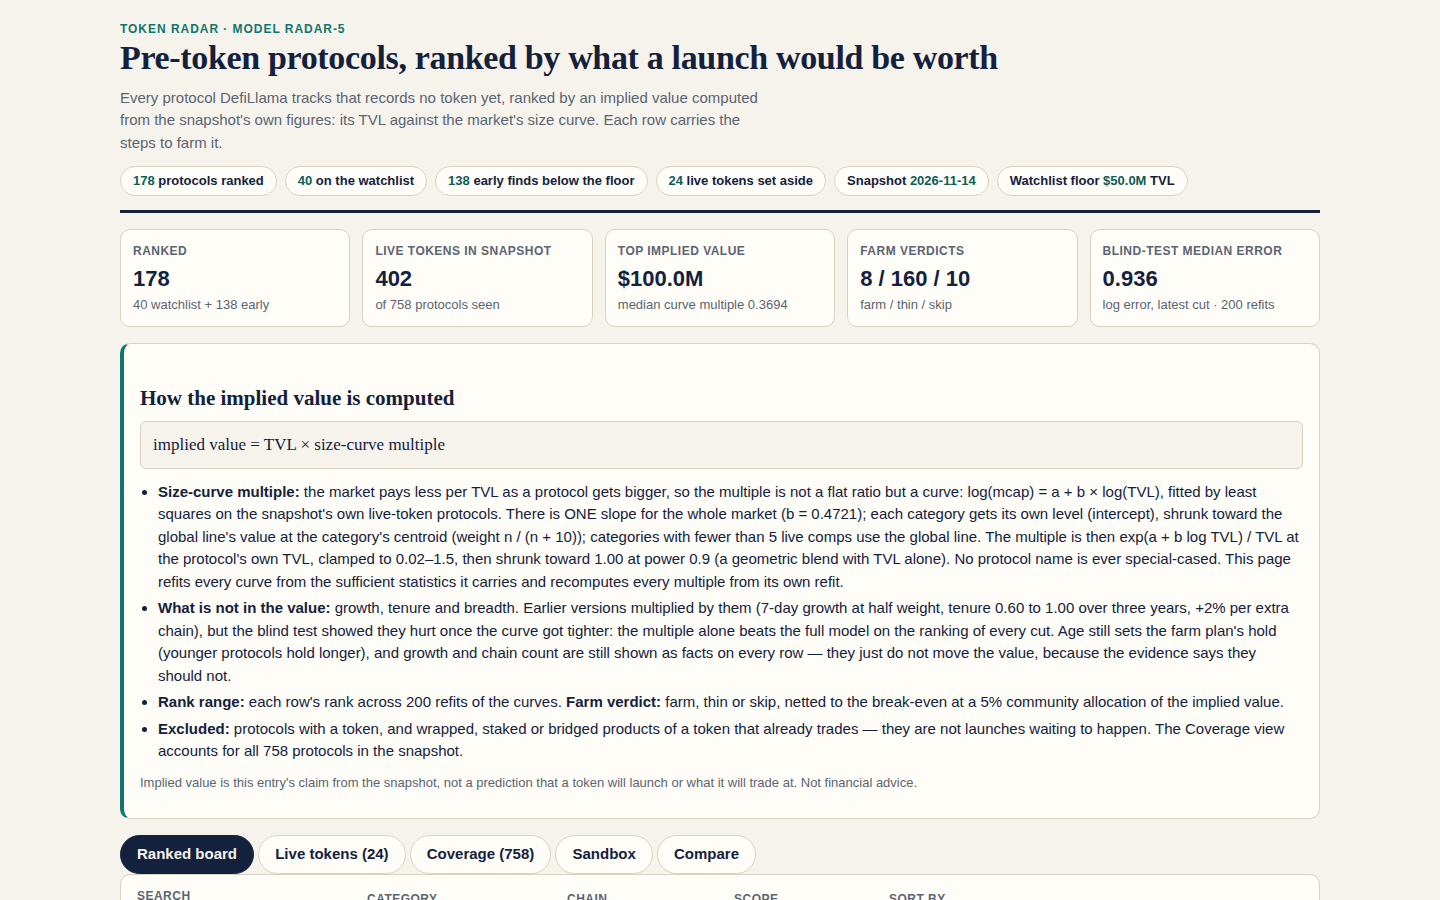 TOKEN RADAR · MODEL RADAR-5
Pre-token protocols, ranked by what a launch would be worth
Every protocol DefiLlama tracks that records no token yet, ranked by an implied value computed
from the snapshot's own figures: its TVL against the market's size curve. Each row carries the
steps to farm it.
178 protocols ranked
40 on the watchlist
138 early finds below the floor
24 live tokens set aside
Snapshot 2026-11-14
Watchlist floor $50.0M TVL
RANKED
178
40 watchlist + 138 early
LIVE TOKENS IN SNAPSHOT
402
of 758 protocols seen
TOP IMPLIED VALUE
$100.0M
median curve multiple 0.3694
FARM VERDICTS
8 / 160 / 10
farm / thin / skip
BLIND-TEST MEDIAN ERROR
0.936
log error, latest cut · 200 refits
How the implied value is computed
implied value = TVL × size-curve multiple
• Size-curve multiple: the market pays less per TVL as a protocol gets bigger, so the multiple is not a flat ratio but a curve: log(mcap) = a + b × log(TVL), fitted by least
squares on the snapshot's own live-token protocols. There is ONE slope for the whole market (b = 0.4721); each category gets its own level (intercept), shrunk toward the
global line's value at the category's centroid (weight n / (n + 10)); categories with fewer than 5 live comps use the global line. The multiple is then exp(a + b log TVL) / TVL at
the protocol's own TVL, clamped to 0.02–1.5, then shrunk toward 1.00 at power 0.9 (a geometric blend with TVL alone). No protocol name is ever special-cased. This page
refits every curve from the sufficient statistics it carries and recomputes every multiple from its own refit.
• What is not in the value: growth, tenure and breadth. Earlier versions multiplied by them (7-day growth at half weight, tenure 0.60 to 1.00 over three years, +2% per extra
chain), but the blind test showed they hurt once the curve got tighter: the multiple alone beats the full model on the ranking of every cut. Age still sets the farm plan's hold
(younger protocols hold longer), and growth and chain count are still shown as facts on every row — they just do not move the value, because the evidence says they
should not.
• Rank range: each row's rank across 200 refits of the curves. Farm verdict: farm, thin or skip, netted to the break-even at a 5% community allocation of the implied value.
• Excluded: protocols with a token, and wrapped, staked or bridged products of a token that already trades — they are not launches waiting to happen. The Coverage view
accounts for all 758 protocols in the snapshot.
Implied value is this entry's claim from the snapshot, not a prediction that a token will launch or what it will trade at. Not financial advice.
Ranked board
Live tokens (24)
Coverage (758)
Sandbox
Compare
SEARCH
CATEGORY
CHAIN
SCOPE
SORT BY